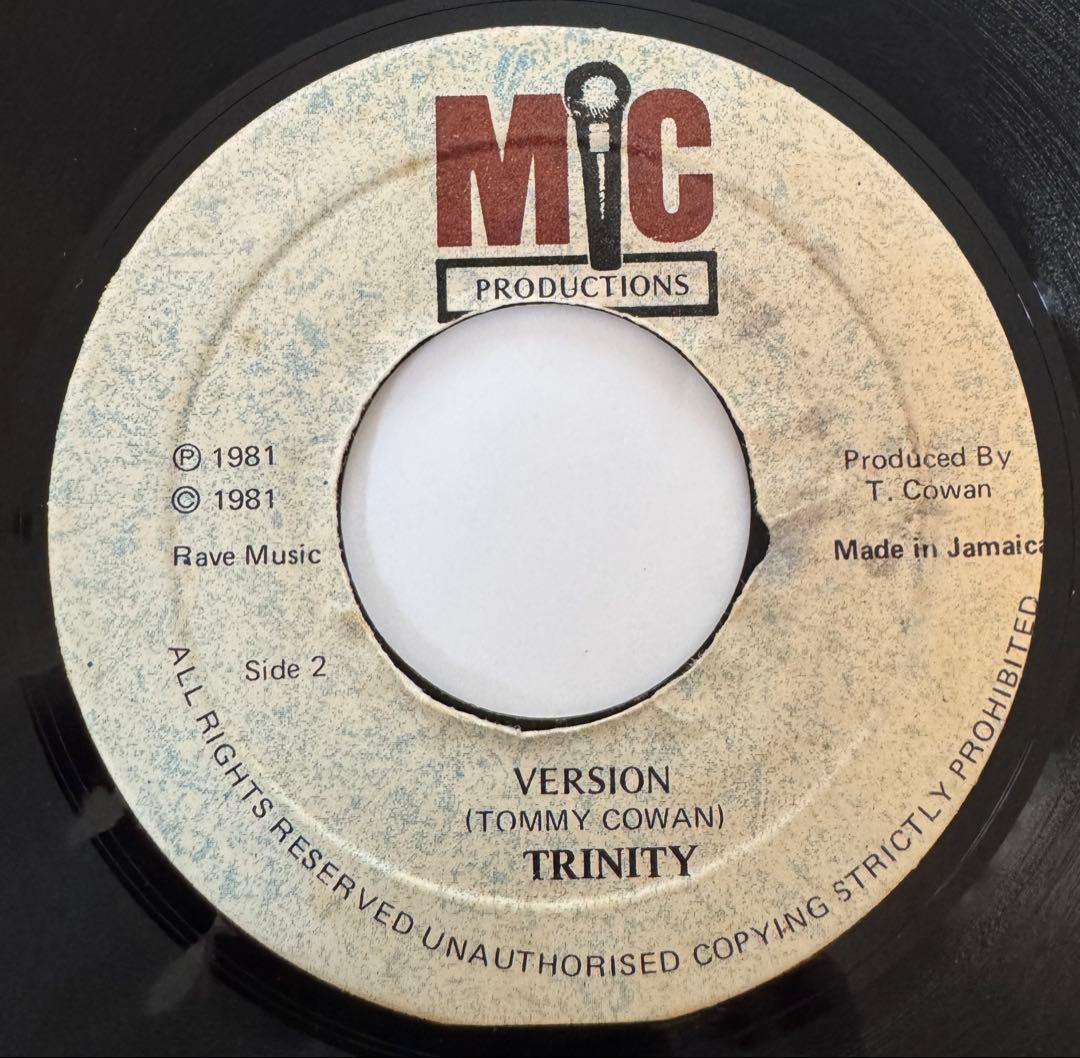 MIC
PRODUCTIONS
℗ 1981
© 1981
Rave Music
Produced By
T. Cowan
Made in Jamaica
Side 2
VERSION
(TOMMY COWAN)
TRINITY
ALL RIGHTS RESERVED UNAUTHORISED COPYING STRICTLY PROHIBITED